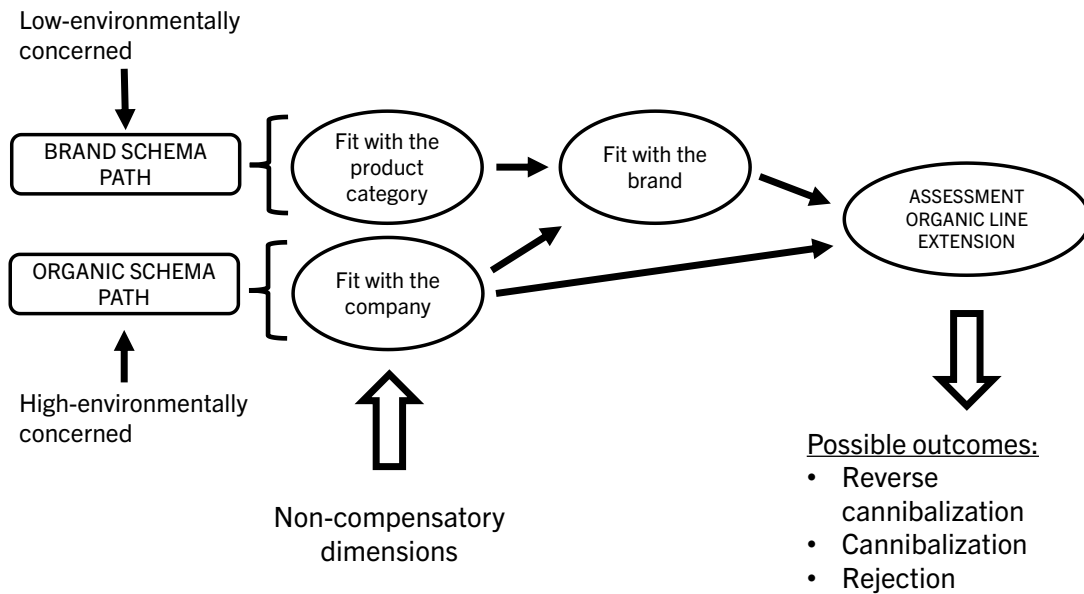 Low-environmentally
concerned
BRAND SCHEMA
PATH
Fit with the
product
category
Fit with the
brand
ASSESSMENT
ORGANIC LINE
EXTENSION
ORGANIC SCHEMA
PATH
Fit with the
company
High-environmentally
concerned
Non-compensatory
dimensions
Possible outcomes:
• Reverse
cannibalization
• Cannibalization
• Rejection